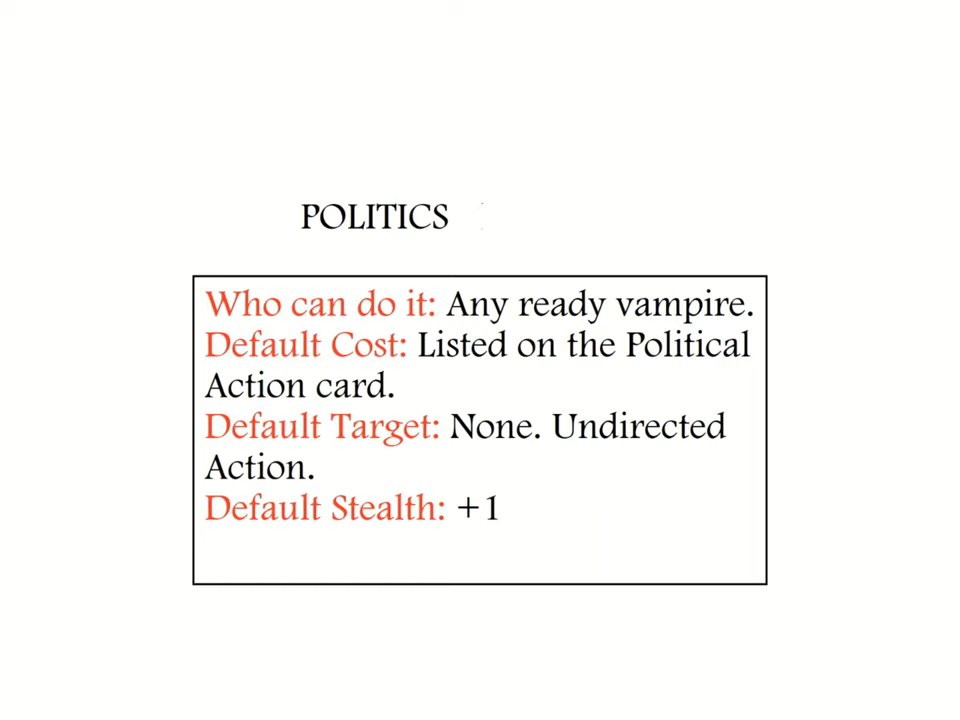 POLITICS
Who can do it: Any ready vampire.
Default Cost: Listed on the Political
Action card.
Default Target: None. Undirected
Action.
Default Stealth: +1